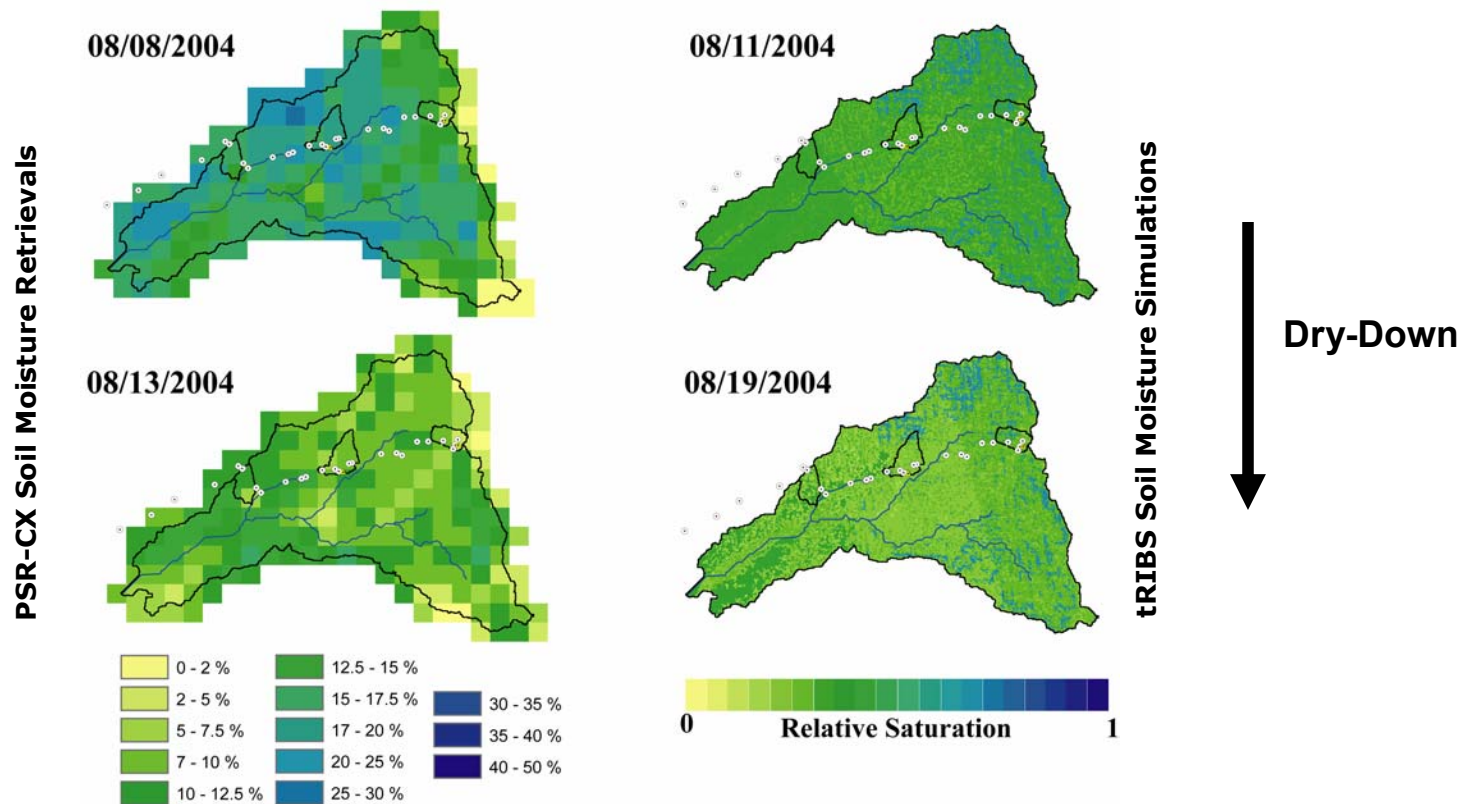 PSR-CX Soil Moisture Retrievals
08/08/2004
08/11/2004
08/13/2004
08/19/2004
tRIBS Soil Moisture Simulations
Dry-Down
0 - 2 %
2 - 5 %
5 - 7.5 %
7 - 10 %
10 - 12.5 %
12.5 - 15 %
15 - 17.5 %
17 - 20 %
20 - 25 %
25 - 30 %
30 - 35 %
35 - 40 %
40 - 50 %
0
Relative Saturation
1